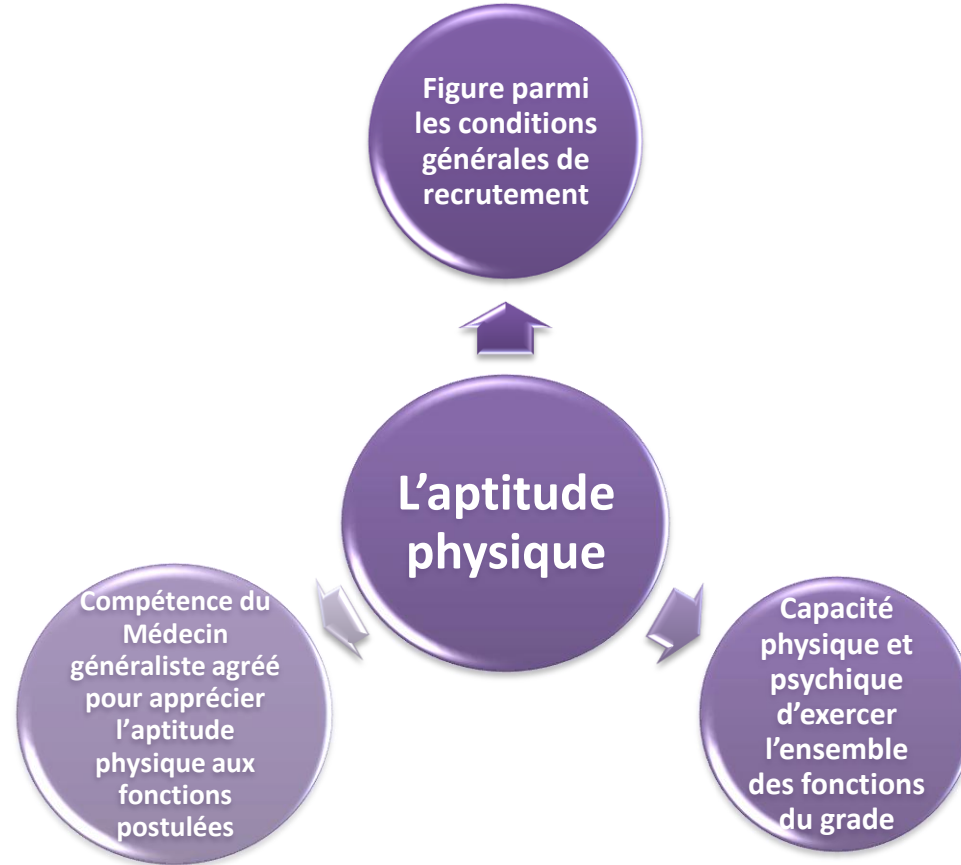 Figure parmi
les conditions
générales de
recrutement
L'aptitude
physique
Compétence du
Médecin
généraliste agréé
pour apprécier
l'aptitude
physique aux
fonctions
postulées
Capacité
physique et
psychique
d'exercer
l'ensemble
des fonctions
du grade